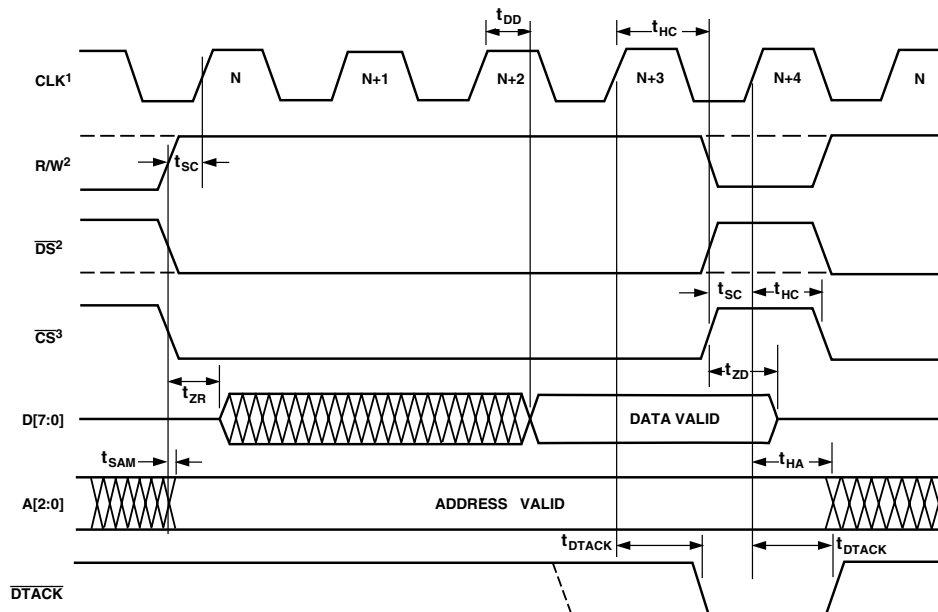 tDD
tHC
CLK1
N
N+1
N+2
N+3
N+4
N
R/W2
tSC
DS2
tSC
tHC
CS3
tZR
tZD
D[7:0]
DATA VALID
tSAM
tHA
A[2:0]
ADDRESS VALID
tDTACK
tDTACK
DTACK